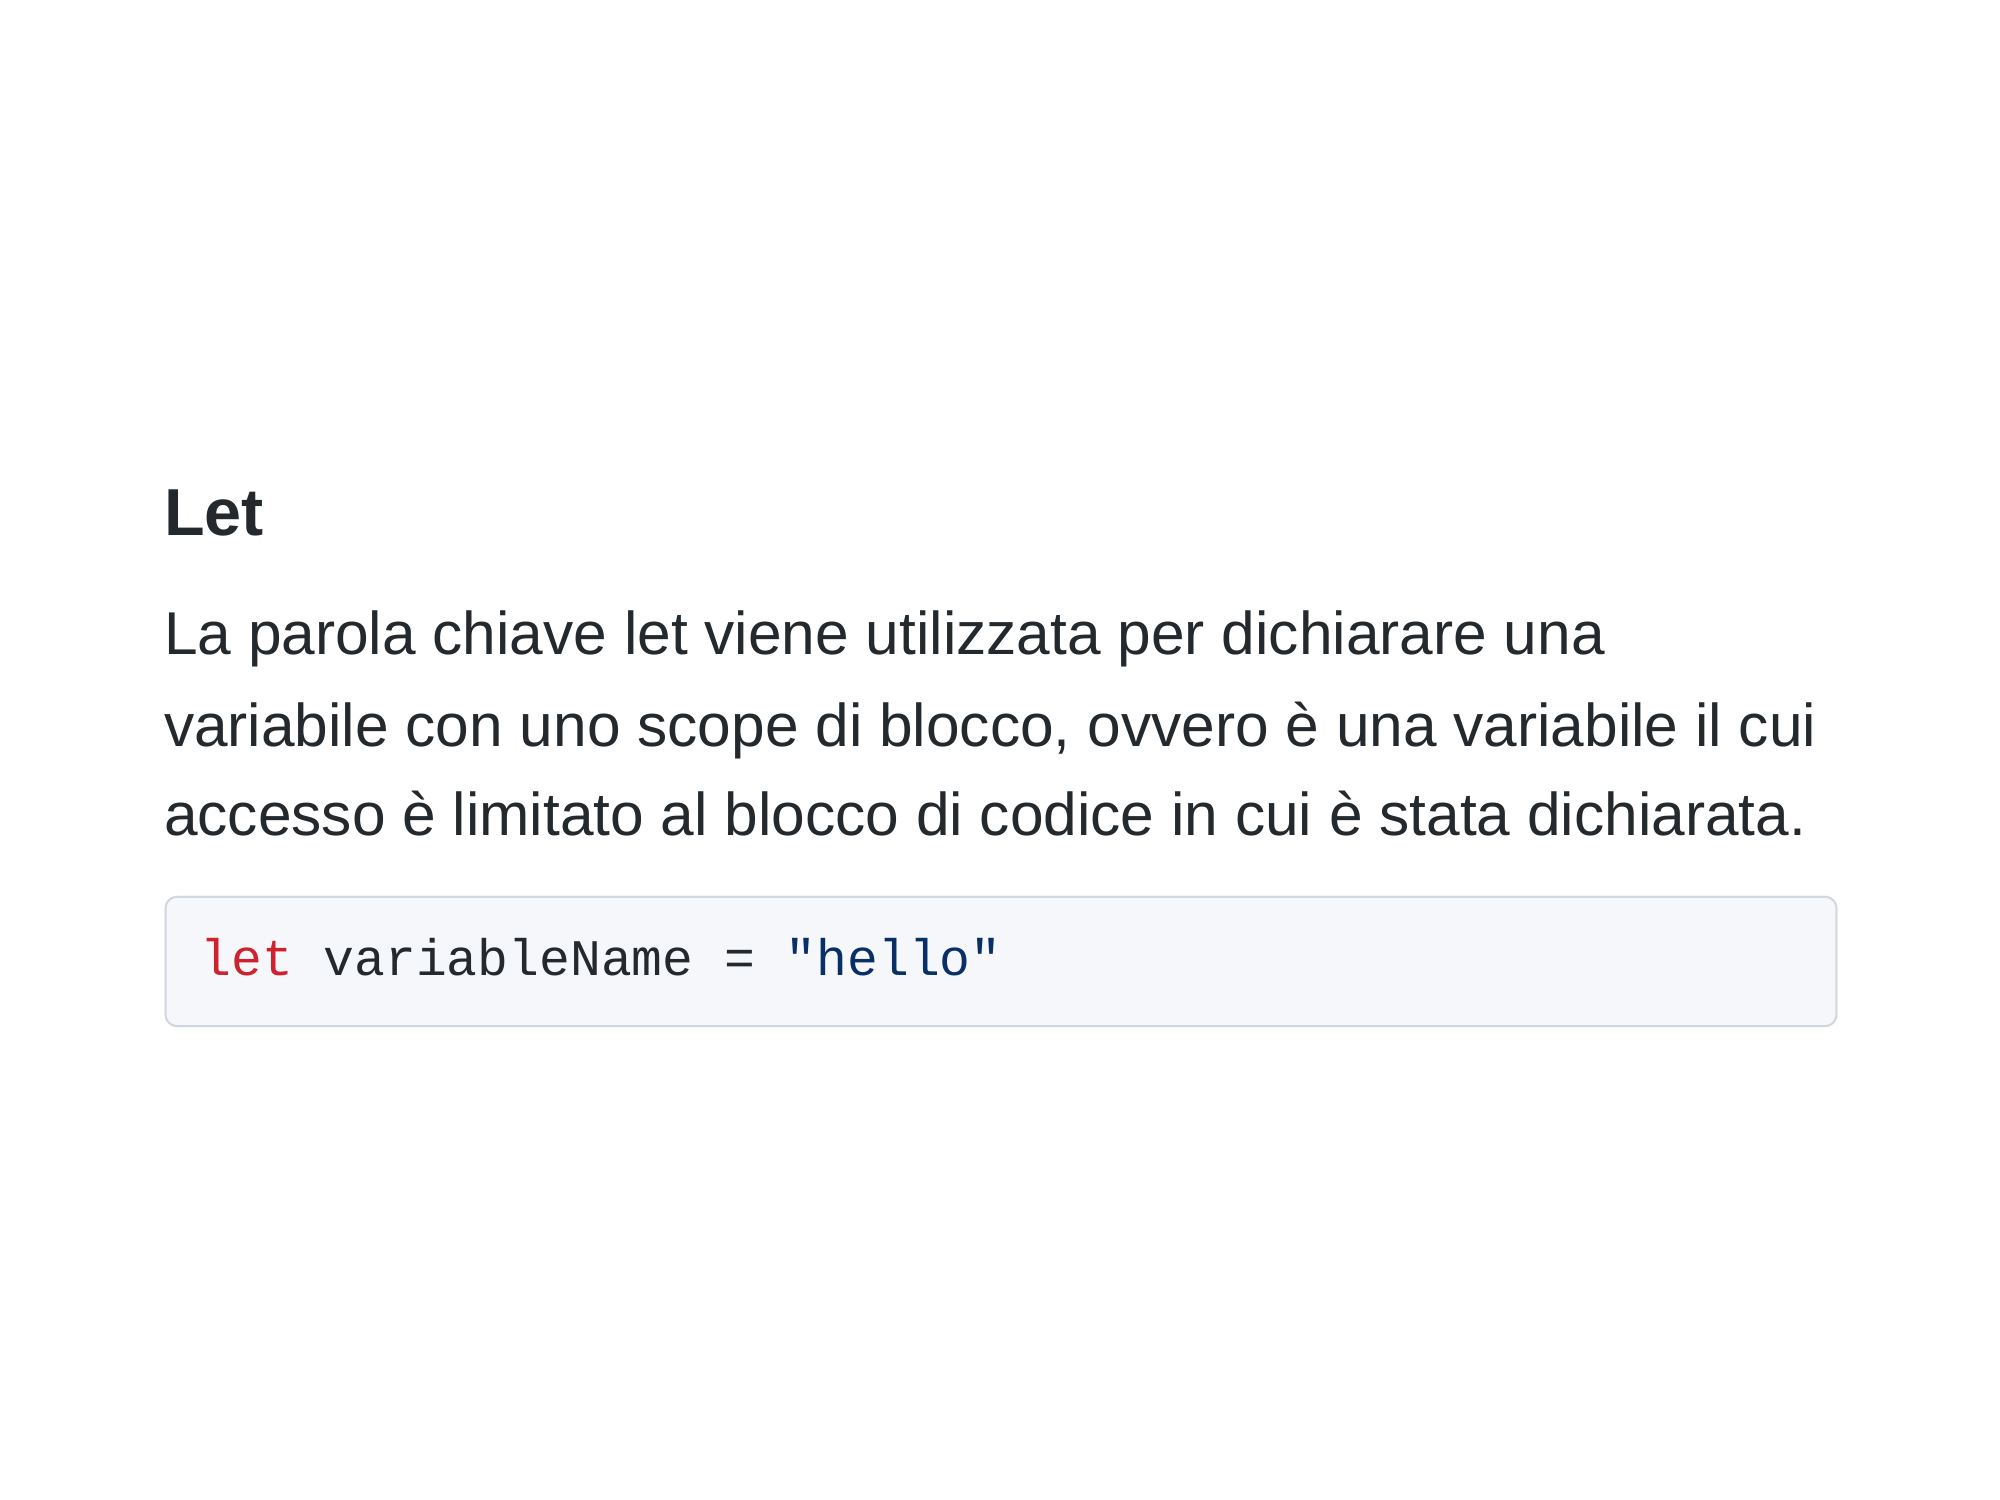 Let
La parola chiave let viene utilizzata per dichiarare una
variabile con uno scope di blocco, ovvero è una variabile il cui
accesso è limitato al blocco di codice in cui è stata dichiarata.
let variableName = "hello"